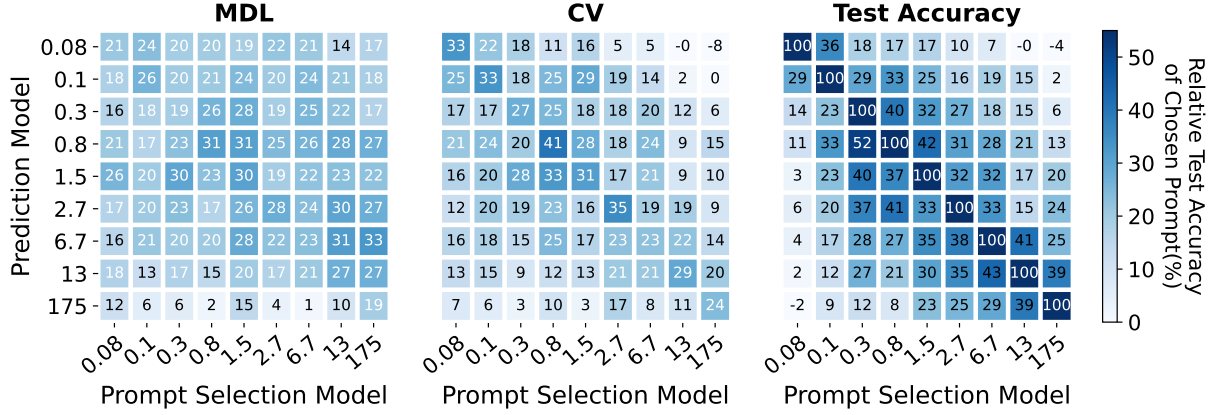 MDL CV Test Accuracy
0.08 21 24 20 20 19 22 21 14 17 33 22 18 11 16 5 5 -0 -8 100 36 18 17 17 10 7 -0 -4
0.1 18 26 20 21 24 20 24 21 18 25 33 18 25 29 19 14 2 0 29 100 29 33 25 16 19 15 2
0.3 16 18 19 26 28 19 25 22 17 17 17 27 25 18 18 20 12 6 14 23 100 40 32 27 18 15 6
0.8 21 17 23 31 31 25 26 28 27 21 24 20 41 28 18 24 9 15 11 33 52 100 42 31 28 21 13
1.5 26 20 30 23 30 19 22 23 22 16 20 28 33 31 17 21 9 10 3 23 40 37 100 32 32 17 20
2.7 17 20 23 17 26 28 24 30 27 12 20 19 23 16 35 19 19 9 6 20 37 41 33 100 33 15 24
6.7 16 21 20 20 28 22 23 31 33 16 18 15 25 17 23 23 22 14 4 17 28 27 35 38 100 41 25
13 18 13 17 15 20 17 21 27 27 13 15 9 12 13 21 21 29 20 2 12 27 21 30 35 43 100 39
175 12 6 6 2 15 4 1 10 19 7 6 3 10 3 17 8 11 24 -2 9 12 8 23 25 29 39 100
0.08 0.1 0.3 0.8 1.5 2.7 6.7 13 175 0.08 0.1 0.3 0.8 1.5 2.7 6.7 13 175 0.08 0.1 0.3 0.8 1.5 2.7 6.7 13 175
Prompt Selection Model Prompt Selection Model Prompt Selection Model
Prediction Model
50
40
30
20
10
0
Relative Test Accuracy
of Chosen Prompt(%)